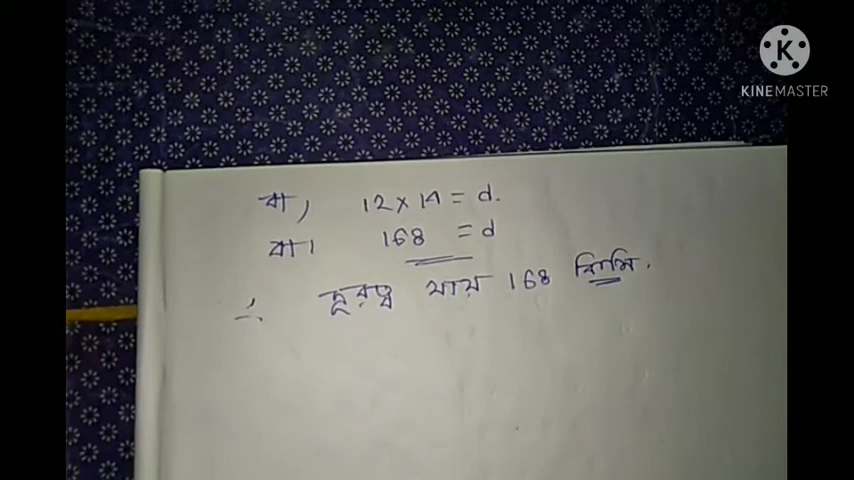 KINEMASTER
বা, 12 x 14 = d.
বা। 168 = d
∴ দূরত্ব যায় 168 কিমি.